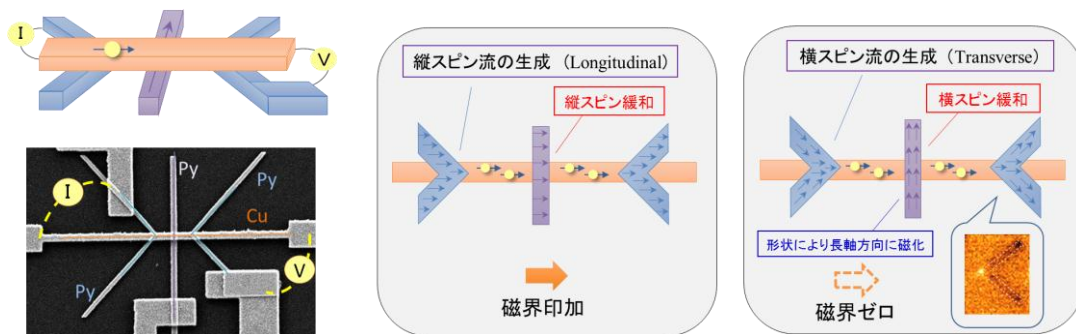 I
V
Py
Py
Cu
I
V
Py
縦スピン流の生成 (Longitudinal)
縦スピン緩和
磁界印加
横スピン流の生成 (Transverse)
横スピン緩和
形状により長軸方向に磁化
磁界ゼロ